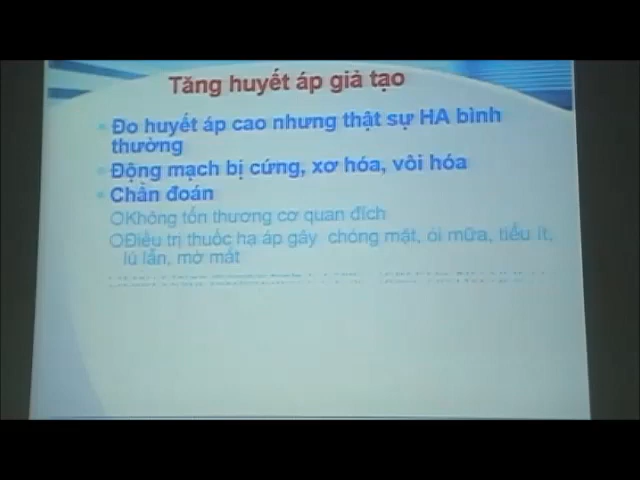 Tăng huyết áp giả tạo
Đo huyết áp cao nhưng thật sự HA bình
thường
Động mạch bị cứng, xơ hóa, vôi hóa
Chẩn đoán
Không tổn thương cơ quan đích
Điều trị thuốc hạ áp gây chóng mặt, ói mữa, tiểu ít,
lú lẫn, mờ mắt